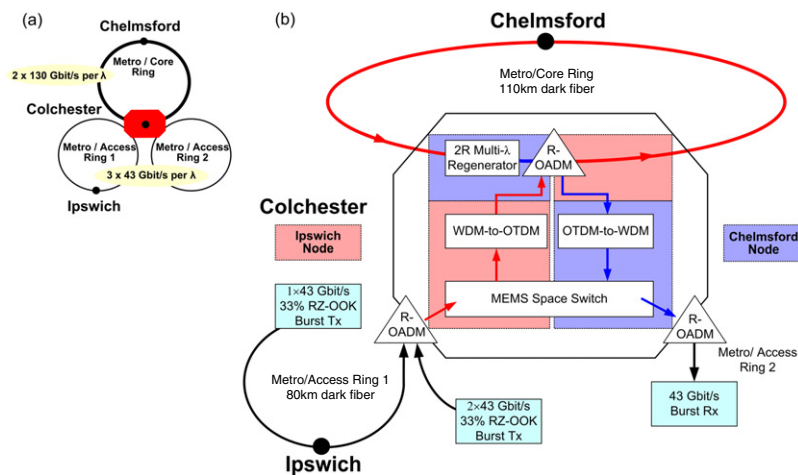 (a)
Chelmsford
Metro / Core
Ring
2 x 130 Gbit/s per λ
Colchester
Metro / Access
Ring 1
Metro / Access
Ring 2
3 x 43 Gbit/s per λ
Ipswich
(b)
Chelmsford
Metro/Core Ring
110km dark fiber
2R Multi-λ
Regenerator
R-
OADM
Colchester
Ipswich
Node
WDM-to-OTDM
OTDM-to-WDM
Chelmsford
Node
MEMS Space Switch
1×43 Gbit/s
33% RZ-OOK
Burst Tx
R-
OADM
R-
OADM
Metro/ Access
Ring 2
Metro/Access Ring 1
80km dark fiber
2×43 Gbit/s
33% RZ-OOK
Burst Tx
43 Gbit/s
Burst Rx
Ipswich